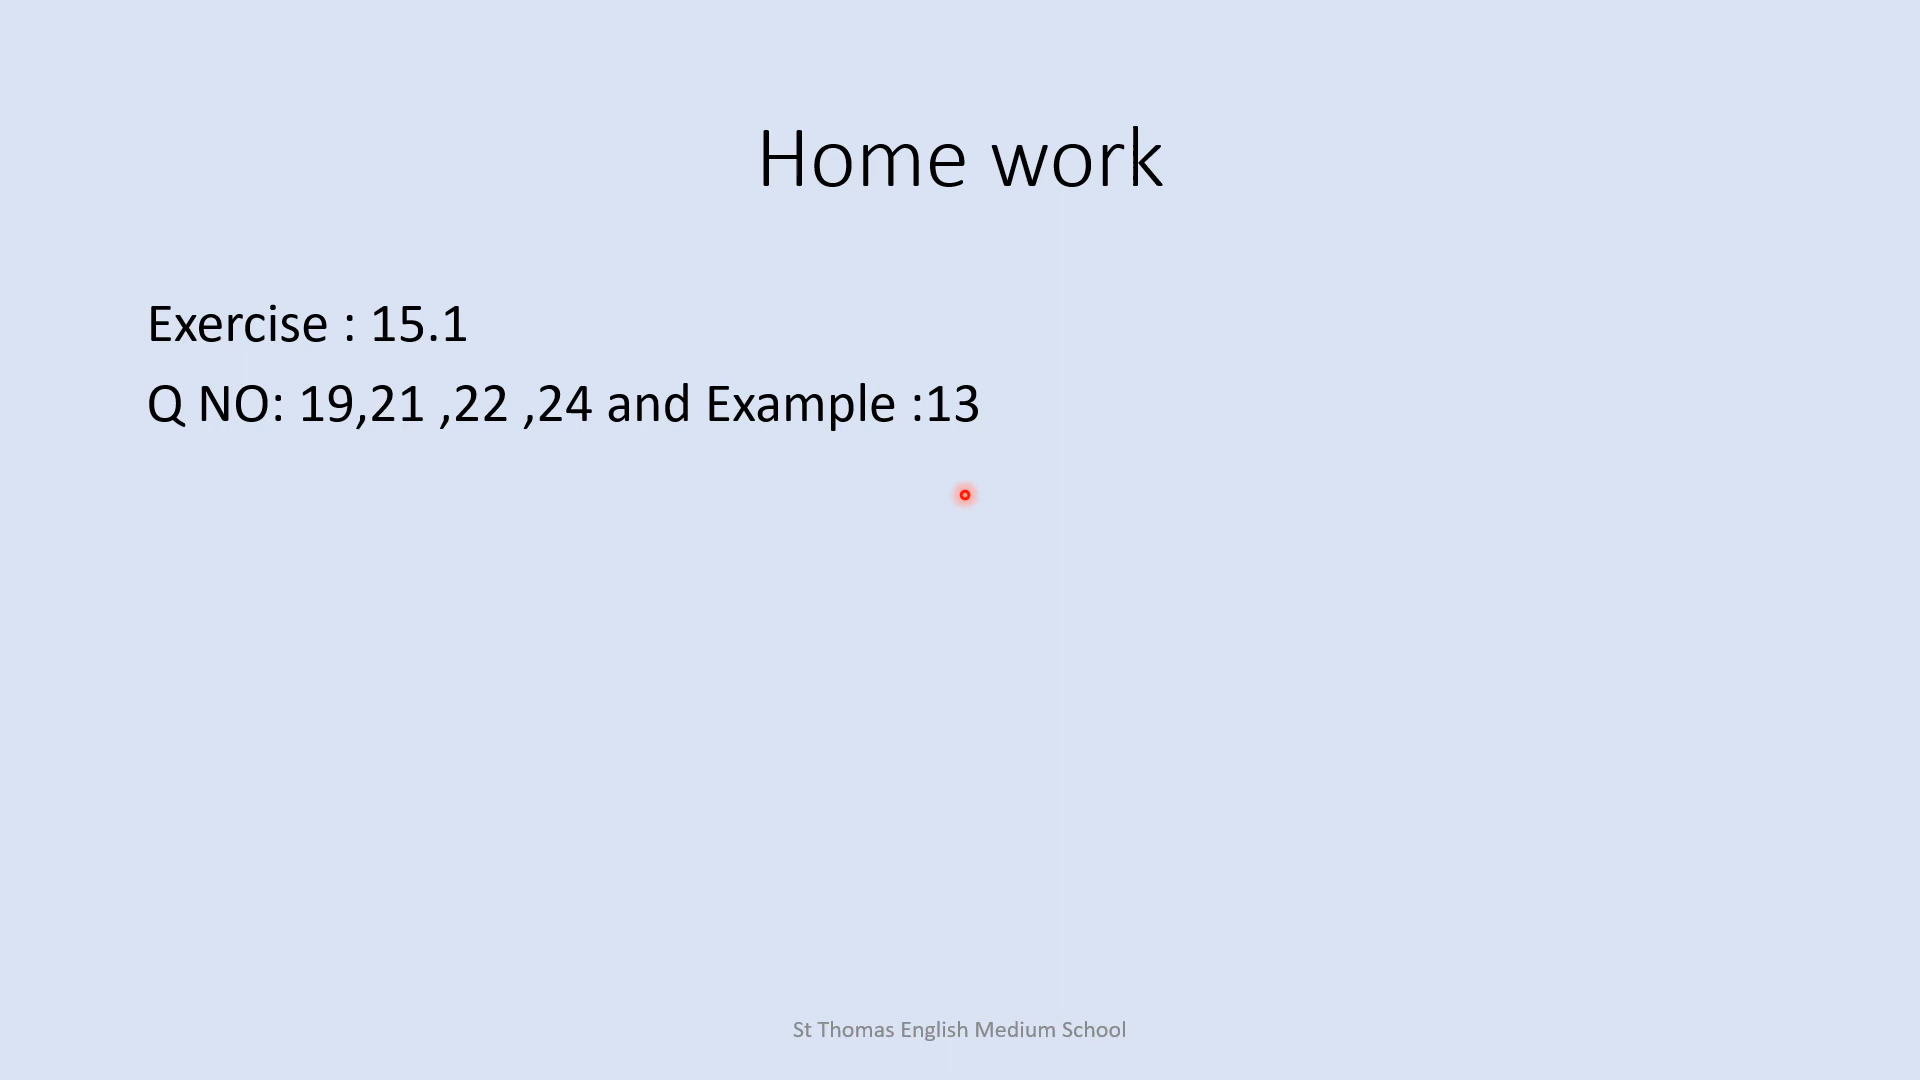 Home work
Exercise : 15.1
Q NO: 19,21 ,22 ,24 and Example :13
St Thomas English Medium School